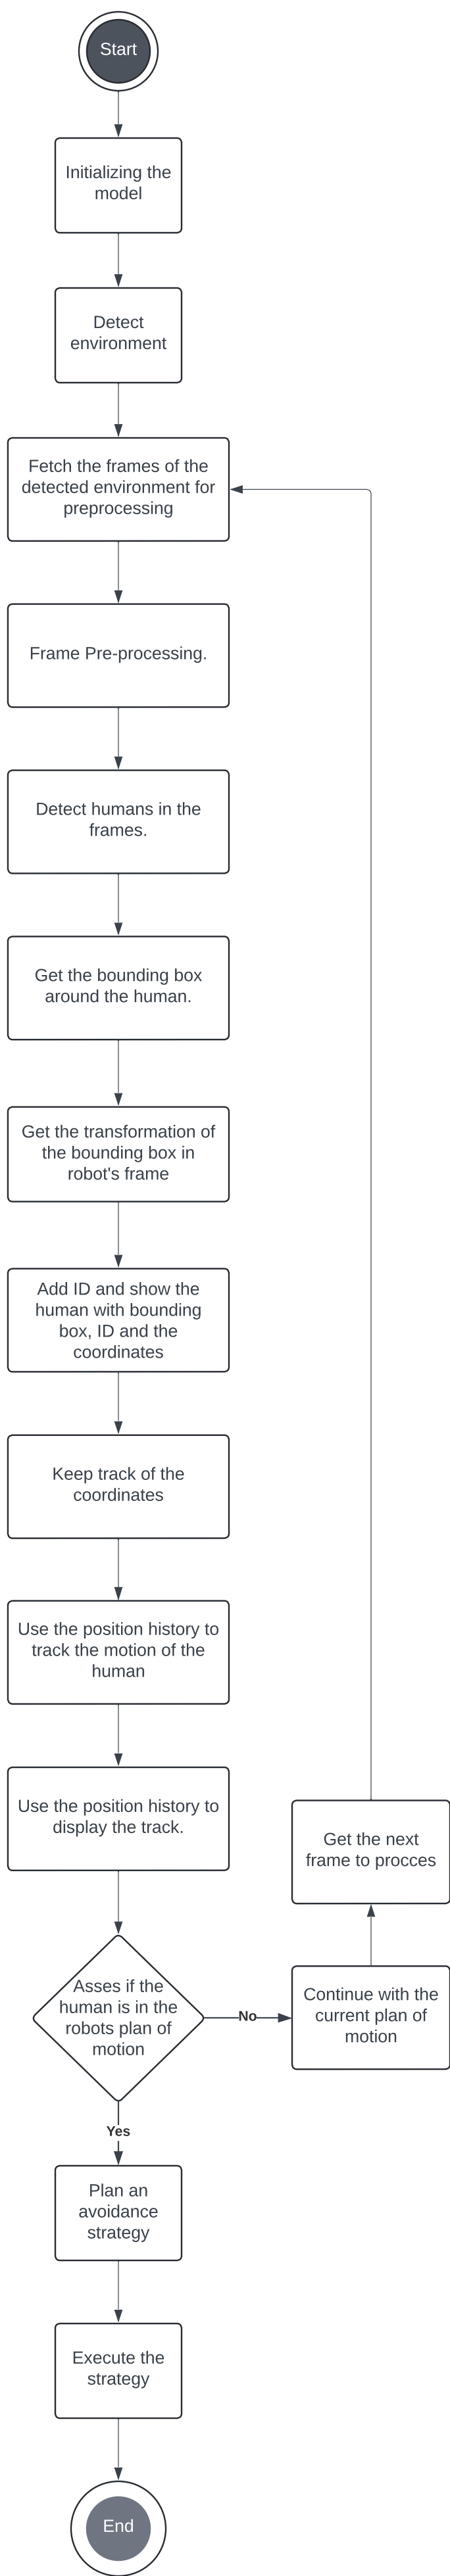 Start
Initializing the
model
Detect
environment
Fetch the frames of the
detected environment for
preprocessing
Frame Pre-processing.
Detect humans in the
frames.
Get the bounding box
around the human.
Get the transformation of
the bounding box in
robot's frame
Add ID and show the
human with bounding
box, ID and the
coordinates
Keep track of the
coordinates
Use the position history to
track the motion of the
human
Use the position history to
display the track.
Get the next
frame to procces
Asses if the
human is in the
robots plan of
motion
No
Continue with the
current plan of
motion
Yes
Plan an
avoidance
strategy
Execute the
strategy
End